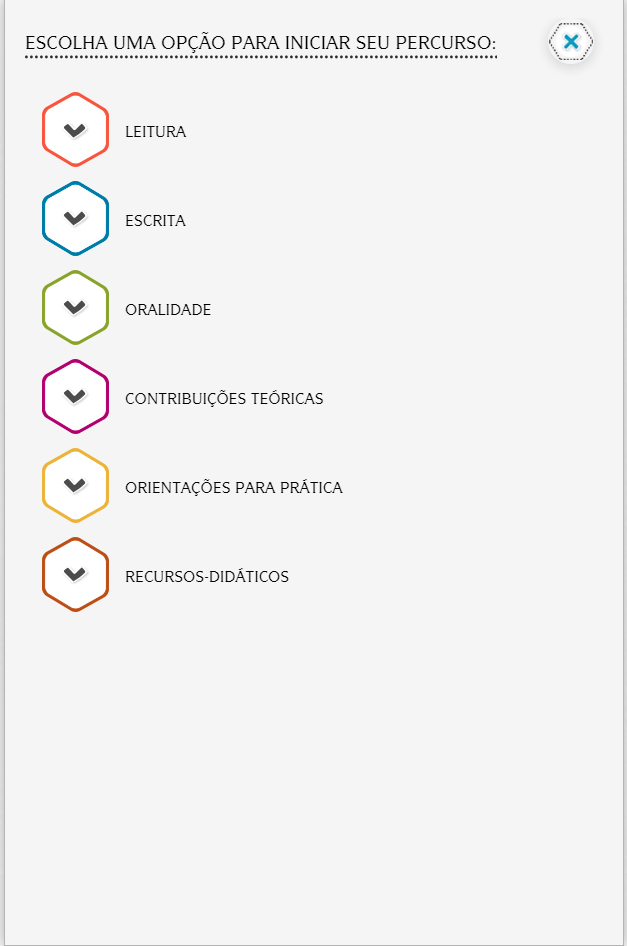 ESCOLHA UMA OPÇÃO PARA INICIAR SEU PERCURSO:
LEITURA
ESCRITA
ORALIDADE
CONTRIBUIÇÕES TEÓRICAS
ORIENTAÇÕES PARA PRÁTICA
RECURSOS-DIDÁTICOS